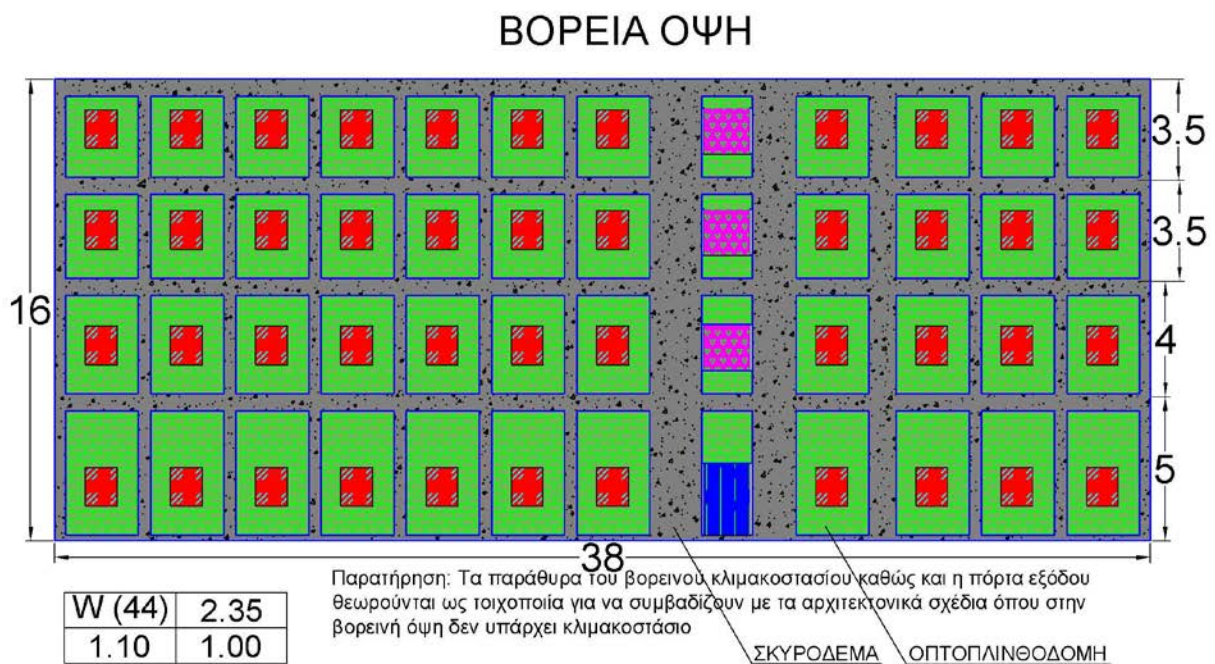 ΒΟΡΕΙΑ ΟΨΗ
3.5
3.5
16
4
5
38
Παρατήρηση: Τα παράθυρα του βορεινού κλιμακοστασίου καθώς και η πόρτα εξόδου
θεωρούνται ως τοιχοποιία για να συμβαδίζουν με τα αρχιτεκτονικά σχέδια όπου στην
βορεινή όψη δεν υπάρχει κλιμακοστάσιο
W (44) 2.35
1.10 1.00
ΣΚΥΡΟΔΕΜΑ ΟΠΤΟΠΛΙΝΘΟΔΟΜΗ